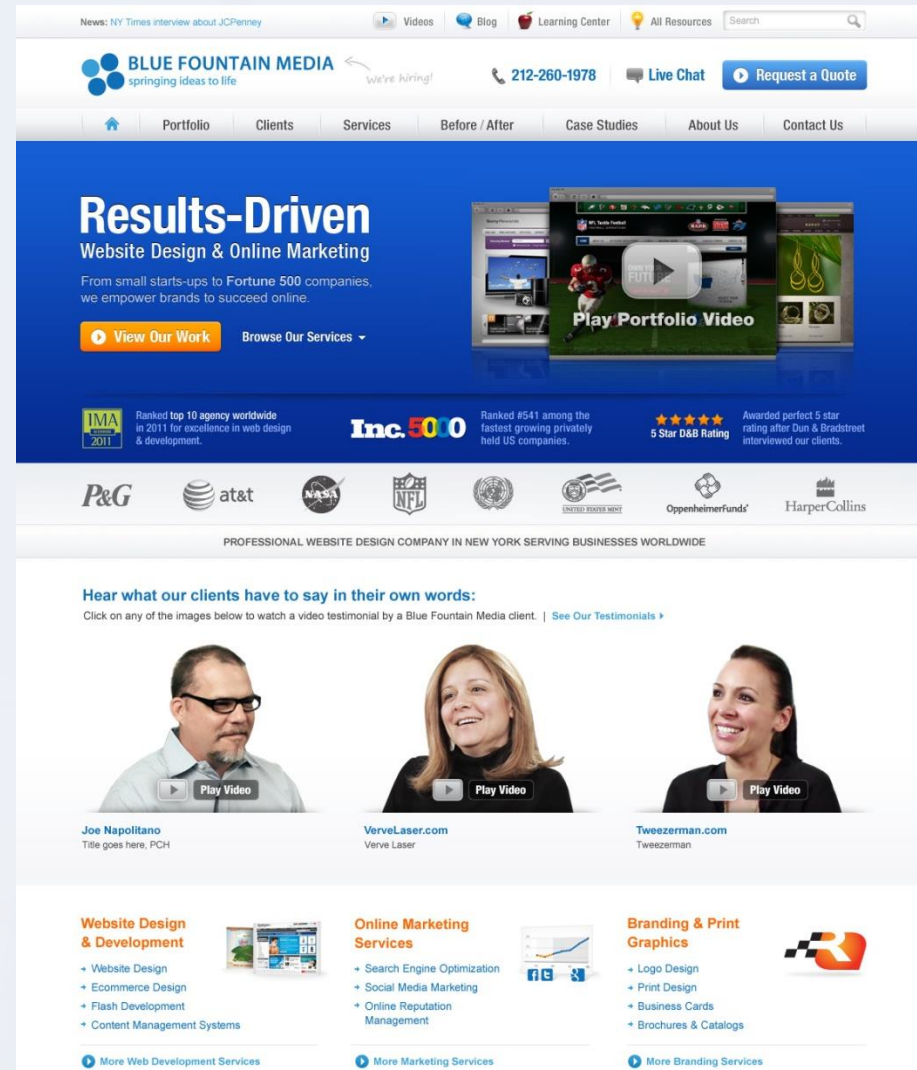 News: NY Times interview about JCPenney
Videos
Blog
Learning Center
All Resources
Search
BLUE FOUNTAIN MEDIA
springing ideas to life
We're hiring!
212-260-1978
Live Chat
Request a Quote
Portfolio
Clients
Services
Before / After
Case Studies
About Us
Contact Us
Results-Driven
Website Design & Online Marketing
From small starts-ups to Fortune 500 companies,
we empower brands to succeed online.
View Our Work
Browse Our Services
Play Portfolio Video
IMA
2011
Ranked top 10 agency worldwide
in 2011 for excellence in web design
& development.
Inc. 5000
Ranked #541 among the
fastest growing privately
held US companies.
5 Star D&B Rating
Awarded perfect 5 star
rating after Dun & Bradstreet
interviewed our clients.
P&G
at&t
NASA
NFL
UNITED STATES MINT
OppenheimerFunds
HarperCollins
PROFESSIONAL WEBSITE DESIGN COMPANY IN NEW YORK SERVING BUSINESSES WORLDWIDE
Hear what our clients have to say in their own words:
Click on any of the images below to watch a video testimonial by a Blue Fountain Media client. | See Our Testimonials
Play Video
Play Video
Play Video
Joe Napolitano
Title goes here, PCH
VerveLaser.com
Verve Laser
Tweezerman.com
Tweezerman
Website Design
& Development
Website Design
Ecommerce Design
Flash Development
Content Management Systems
More Web Development Services
Online Marketing
Services
Search Engine Optimization
Social Media Marketing
Online Reputation
Management
More Marketing Services
Branding & Print
Graphics
Logo Design
Print Design
Business Cards
Brochures & Catalogs
More Branding Services